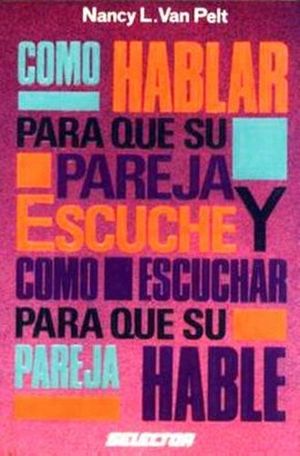 Nancy L. Van Pelt
COMO HABLAR
PARA QUE SU
PAREJA
ESCUCHE Y
COMO ESCUCHAR
PARA QUE SU
PAREJA HABLE
SELECTOR